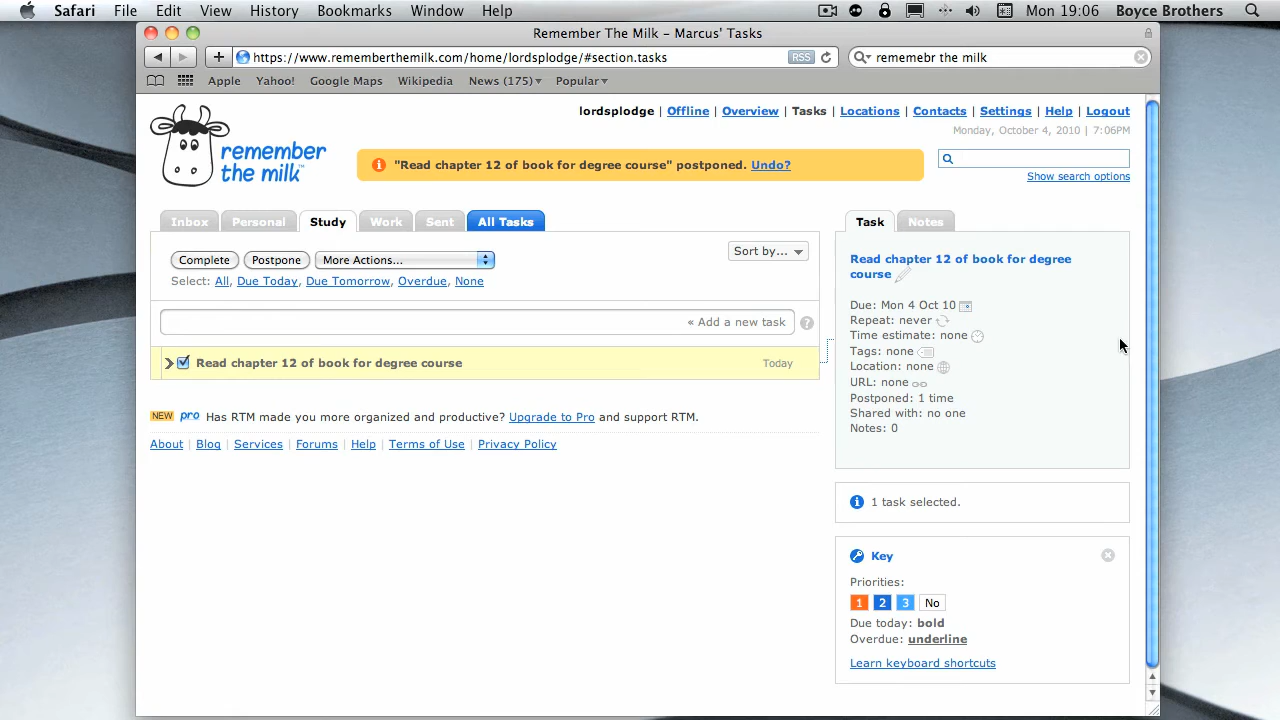 Safari File Edit View History Bookmarks Window Help Mon 19:06 Boyce Brothers
Remember The Milk – Marcus' Tasks
https://www.rememberthemilk.com/home/lordsplodge/#section.tasks RSS rememebr the milk
Apple Yahoo! Google Maps Wikipedia News (175) Popular
lordsplodge | Offline | Overview | Tasks | Locations | Contacts | Settings | Help | Logout
Monday, October 4, 2010 | 7:06PM
remember
the milk™
"Read chapter 12 of book for degree course" postponed. Undo?
Show search options
Inbox Personal Study Work Sent All Tasks
Complete Postpone More Actions... Sort by...
Select: All, Due Today, Due Tomorrow, Overdue, None
« Add a new task ?
Read chapter 12 of book for degree course Today
NEW pro Has RTM made you more organized and productive? Upgrade to Pro and support RTM.
About | Blog | Services | Forums | Help | Terms of Use | Privacy Policy
Task Notes
Read chapter 12 of book for degree
course
Due: Mon 4 Oct 10
Repeat: never
Time estimate: none
Tags: none
Location: none
URL: none
Postponed: 1 time
Shared with: no one
Notes: 0
1 task selected.
Key
Priorities:
1 2 3 No
Due today: bold
Overdue: underline
Learn keyboard shortcuts